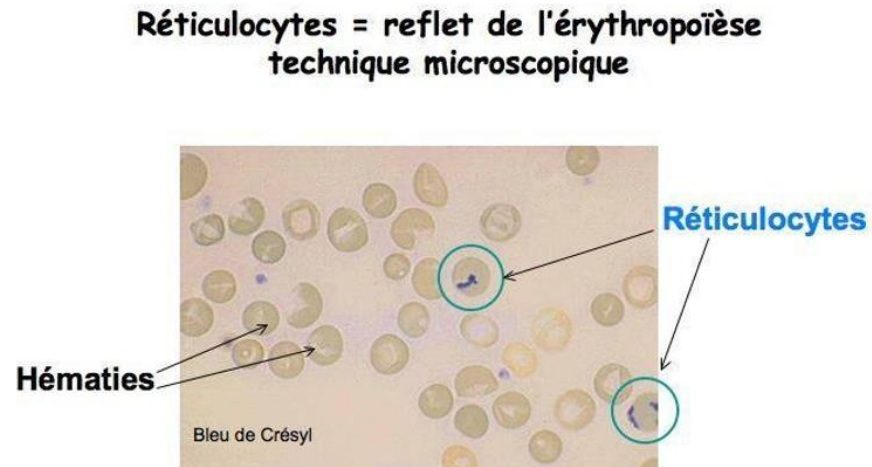 Réticulocytes = reflet de l'érythropoïèse
technique microscopique
Réticulocytes
Hématies
Bleu de Crésyl